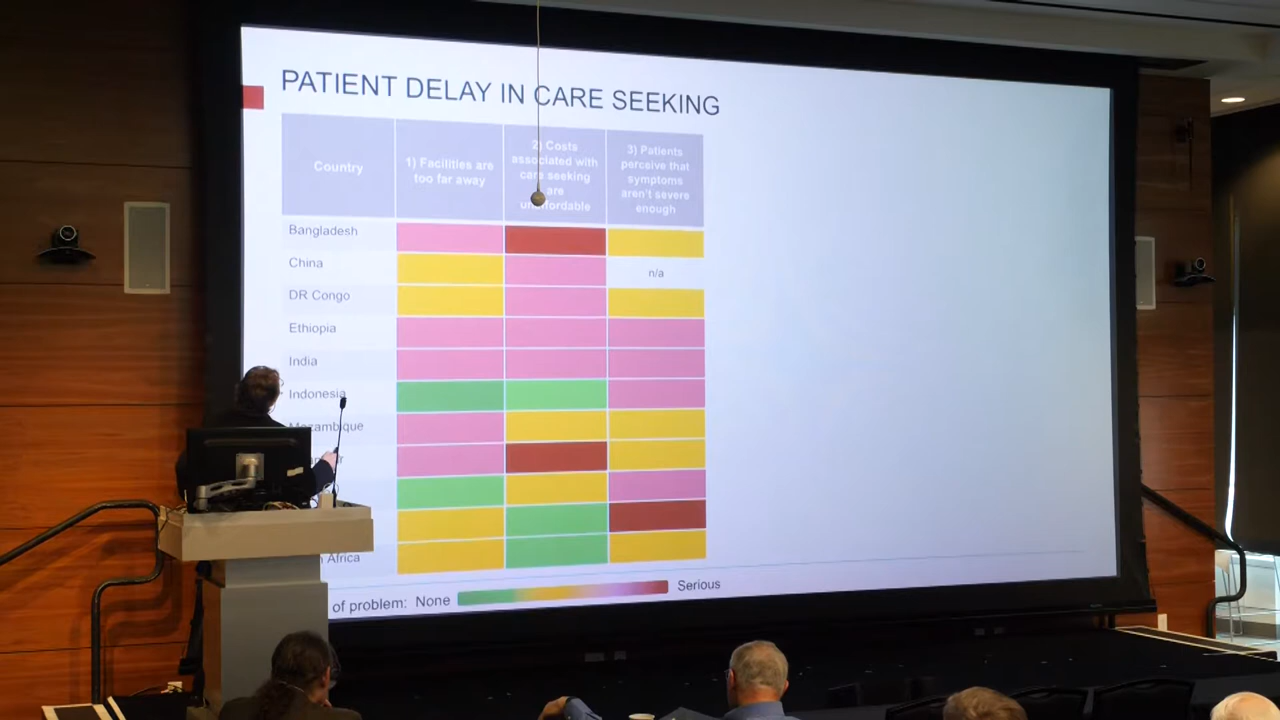 PATIENT DELAY IN CARE SEEKING
Country
1) Facilities are
too far away
2) Costs
associated with
care seeking
are
unaffordable
3) Patients
perceive that
symptoms
aren't severe
enough
Bangladesh
China
n/a
DR Congo
Ethiopia
India
Indonesia
Mozambique
Africa
of problem: None
Serious